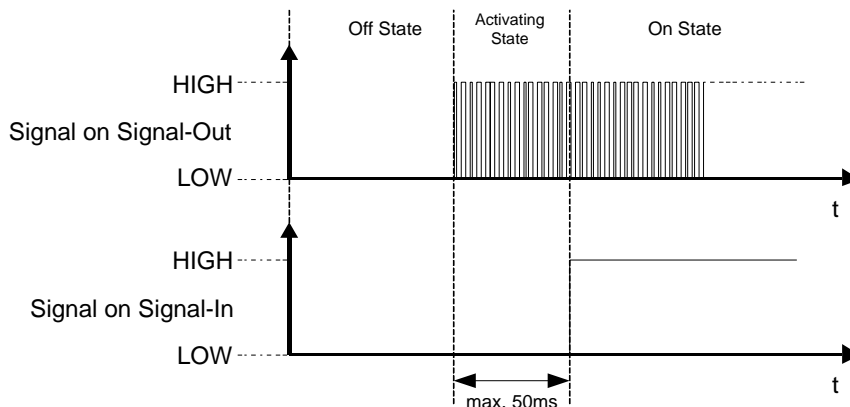 Off State
Activating
State
On State
HIGH
Signal on Signal-Out
LOW
t
HIGH
Signal on Signal-In
LOW
t
max. 50ms